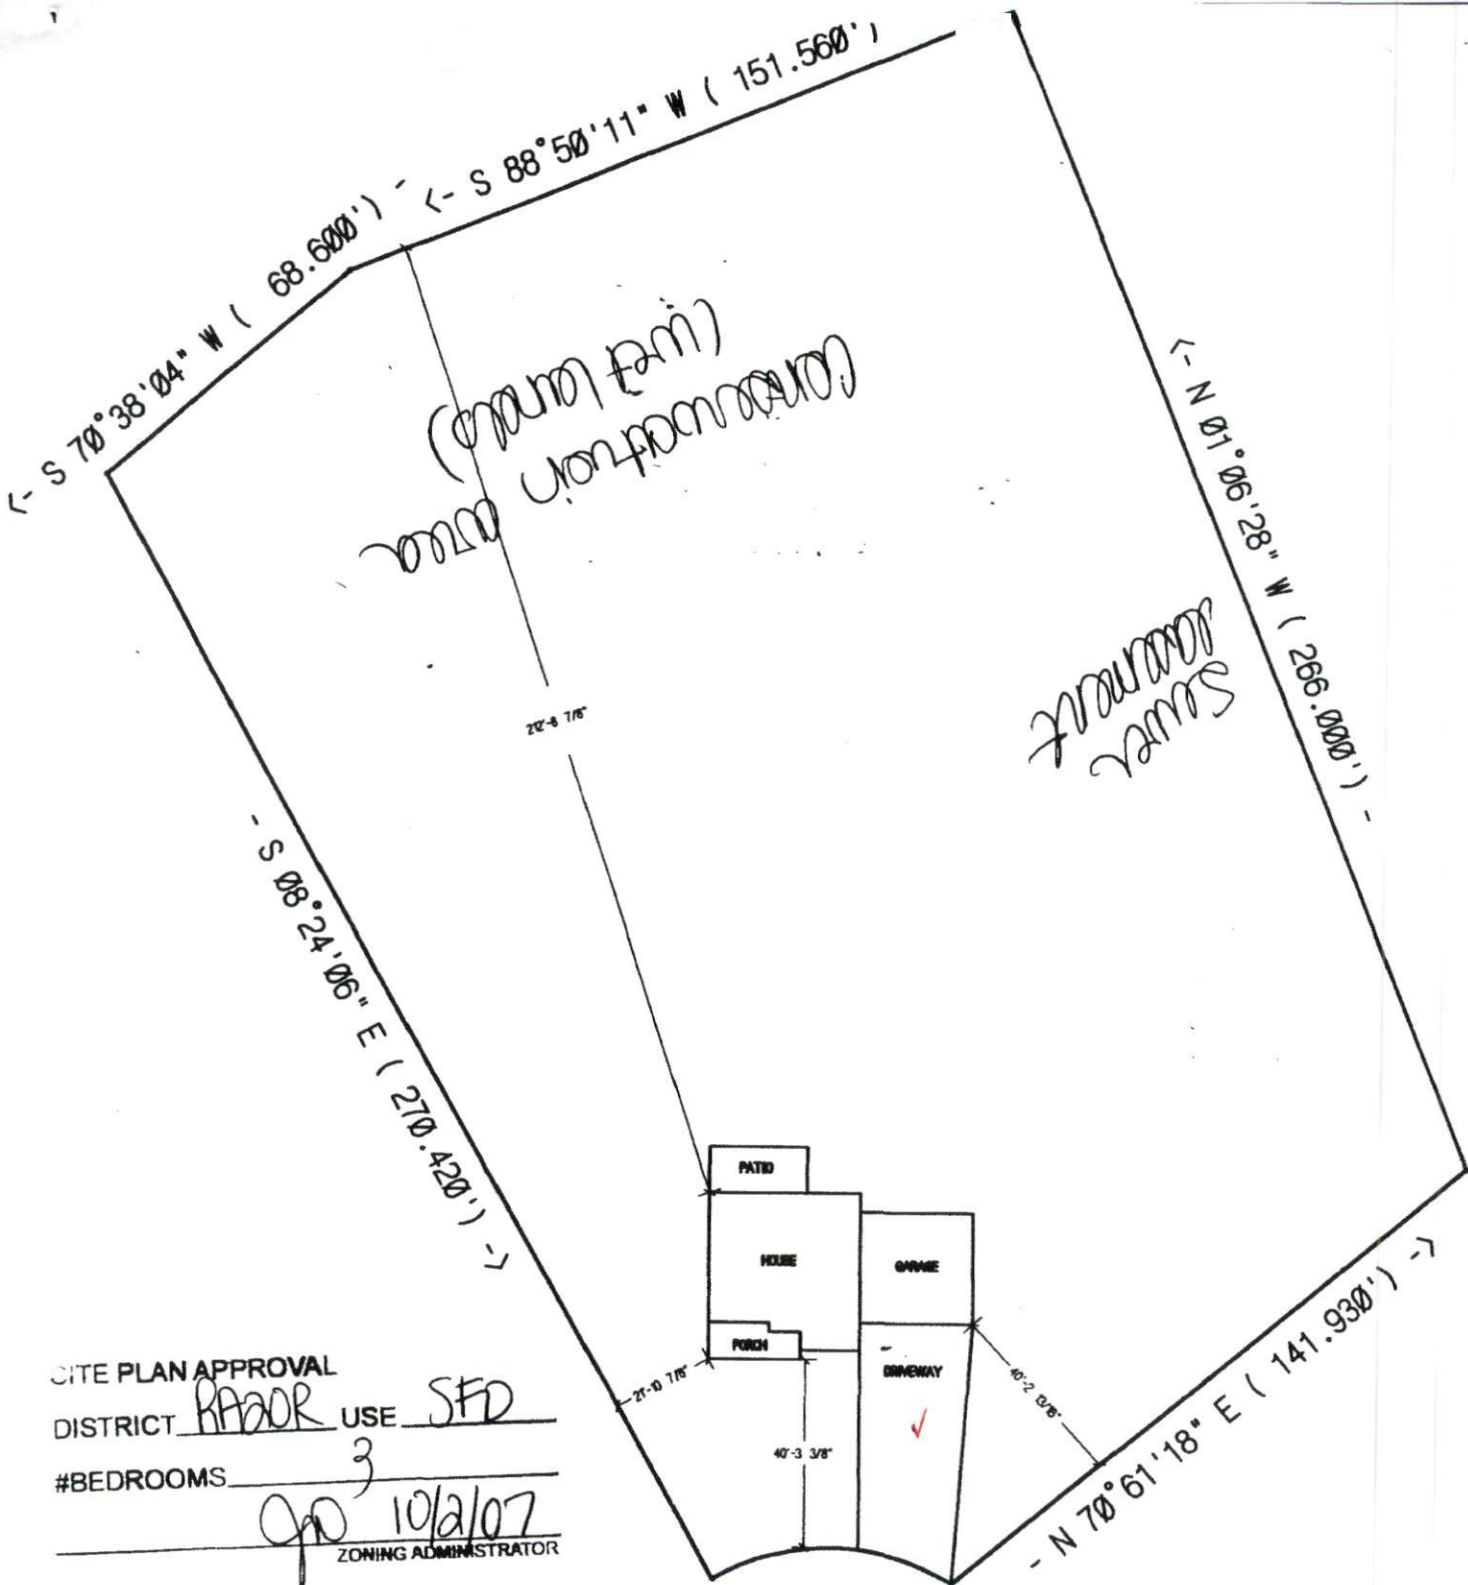 <- S 88°50'11" W ( 151.560')
<- S 70°38'04" W ( 68.600') -
Conservation area
(wet lands)
<- N 01°06'28" W ( 266.000') -
Sewer
easement
212'-8 7/8"
- S 08°24'06" E ( 270.420') ->
PATIO
HOUSE
GARAGE
PORCH
DRIVEWAY
21'-10 7/8"
40'-3 3/8"
40'-2 13/16"
- N 70°61'18" E ( 141.930') ->
SITE PLAN APPROVAL
DISTRICT RA20R USE SFD
#BEDROOMS 3
10/2/07
ZONING ADMINISTRATOR